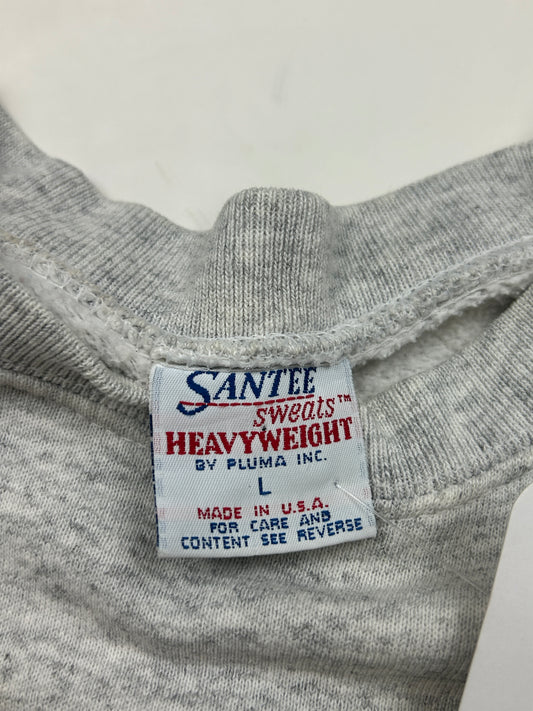 SANTEE
sweats™
HEAVYWEIGHT
BY PLUMA INC.
L
MADE IN U.S.A.
FOR CARE AND
CONTENT SEE REVERSE